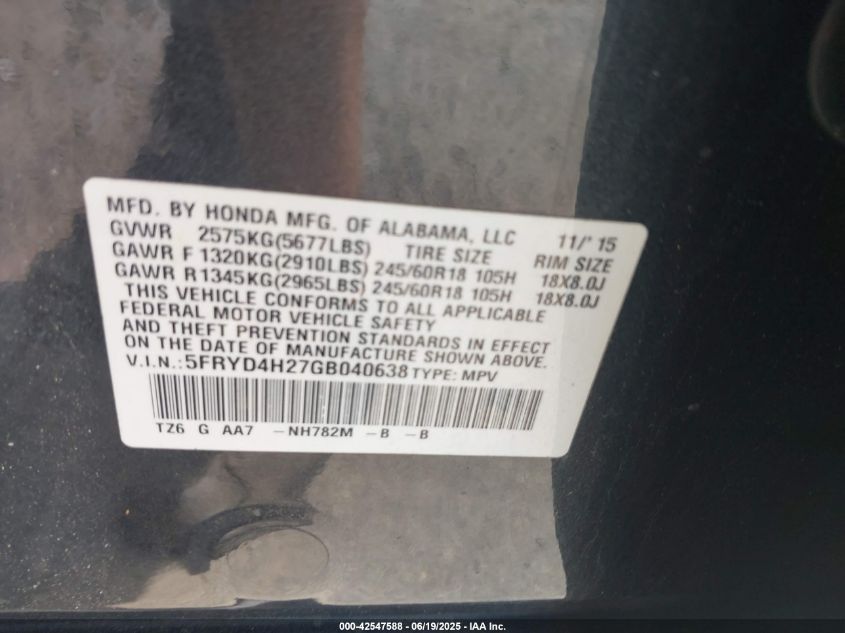 MFD. BY HONDA MFG. OF ALABAMA, LLC 11/'15
GVWR 2575KG(5677LBS) TIRE SIZE RIM SIZE
GAWR F 1320KG(2910LBS) 245/60R18 105H 18X8.0J
GAWR R 1345KG(2965LBS) 245/60R18 105H 18X8.0J
THIS VEHICLE CONFORMS TO ALL APPLICABLE
FEDERAL MOTOR VEHICLE SAFETY
AND THEFT PREVENTION STANDARDS IN EFFECT
ON THE DATE OF MANUFACTURE SHOWN ABOVE.
V.I.N.: 5FRYD4H27GB040638 TYPE: MPV
TZ6 G AA7 -NH782M -B -B
000-42547588 - 06/19/2025 - IAA Inc.